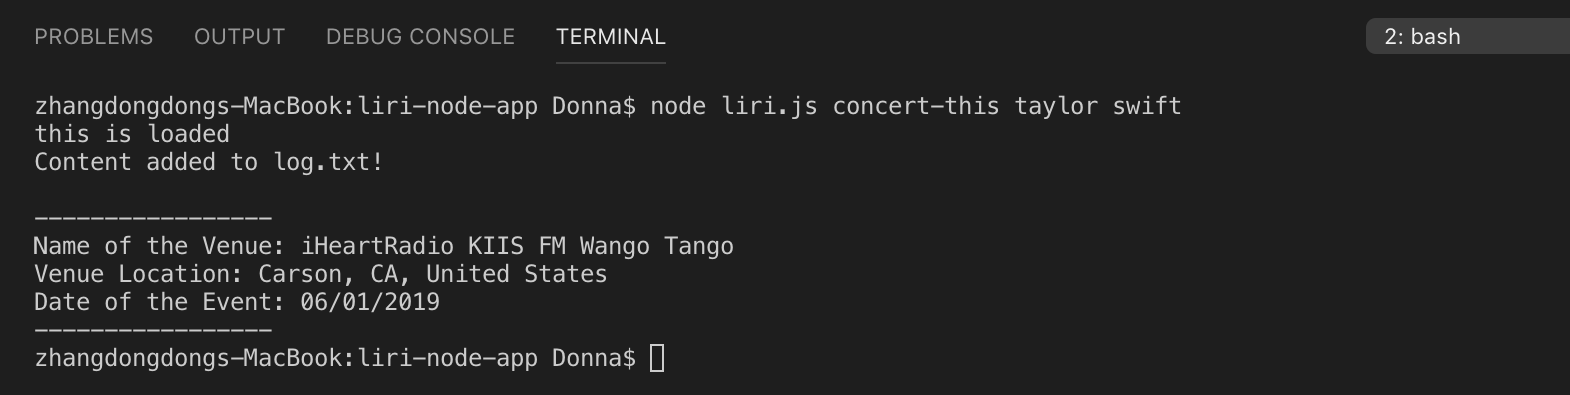 PROBLEMS OUTPUT DEBUG CONSOLE TERMINAL 2: bash
zhangdongdongs-MacBook:liri-node-app Donna$ node liri.js concert-this taylor swift
this is loaded
Content added to log.txt!
-----------------
Name of the Venue: iHeartRadio KIIS FM Wango Tango
Venue Location: Carson, CA, United States
Date of the Event: 06/01/2019
-----------------
zhangdongdongs-MacBook:liri-node-app Donna$